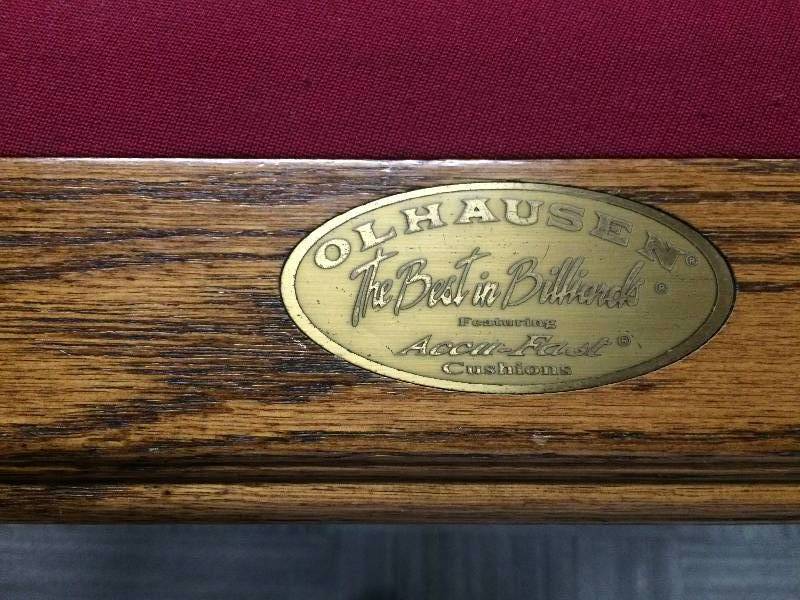 OLHAUSEN®
The Best in Billiards®
Featuring
Accu-Fast®
Cushions